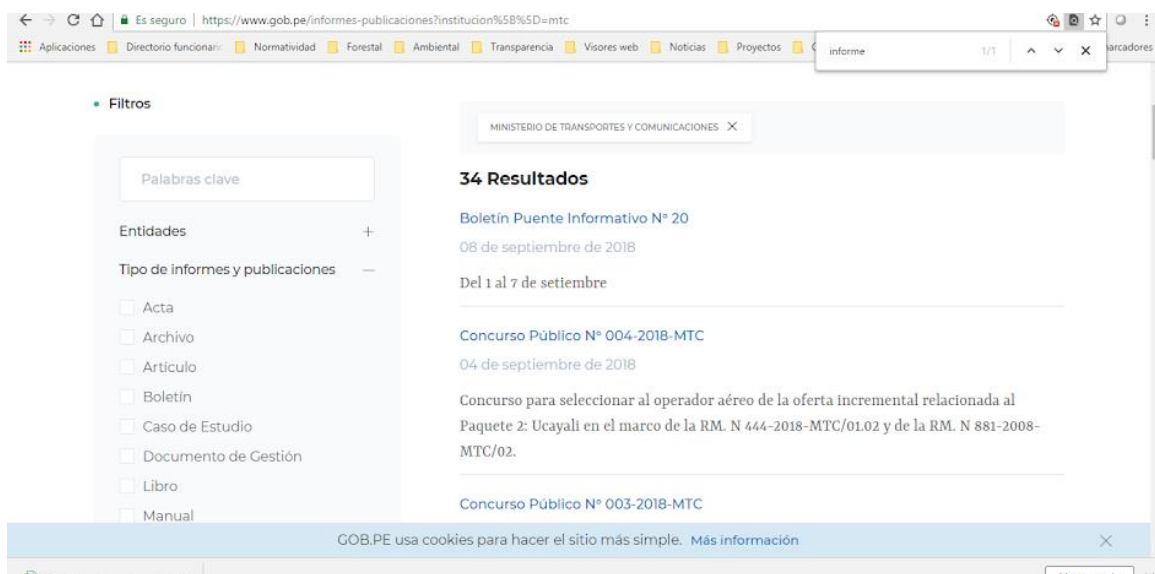 Es seguro | https://www.gob.pe/informes-publicaciones?institucion%5B%5D=mtc
Aplicaciones Directorio funcionari Normatividad Forestal Ambiental Transparencia Visores web Noticias Proyectos
informe 1/1
arcadores
Filtros
Palabras clave
Entidades +
Tipo de informes y publicaciones —
Acta
Archivo
Artículo
Boletín
Caso de Estudio
Documento de Gestión
Libro
Manual
MINISTERIO DE TRANSPORTES Y COMUNICACIONES X
34 Resultados
Boletín Puente Informativo N° 20
08 de septiembre de 2018
Del 1 al 7 de setiembre
Concurso Público N° 004-2018-MTC
04 de septiembre de 2018
Concurso para seleccionar al operador aéreo de la oferta incremental relacionada al
Paquete 2: Ucayali en el marco de la RM. N 444-2018-MTC/01.02 y de la RM. N 881-2008-
MTC/02.
Concurso Público N° 003-2018-MTC
GOB.PE usa cookies para hacer el sitio más simple. Más información